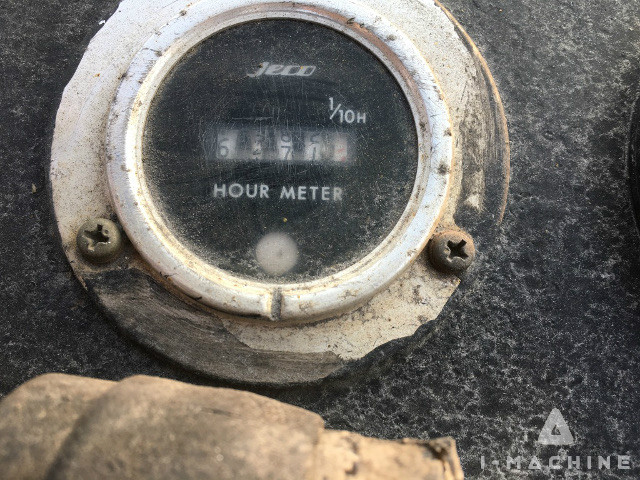 Jeco
1/10H
HOUR METER
I-MACHINE